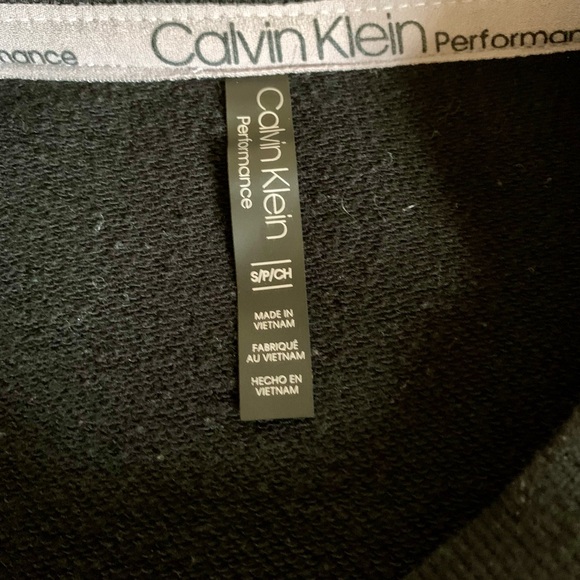 mance Calvin Klein Performan
Calvin Klein
Performance
S/P/CH
MADE IN
VIETNAM
FABRIQUÉ
AU VIETNAM
HECHO EN
VIETNAM